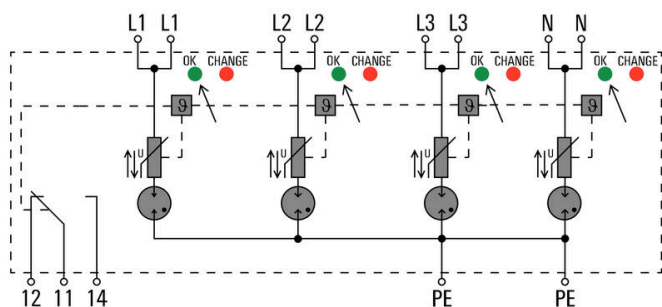 L1 L1 L2 L2 L3 L3 N N
OK CHANGE OK CHANGE OK CHANGE OK CHANGE
ϑ ϑ ϑ ϑ
U U U U
12 11 14 PE PE